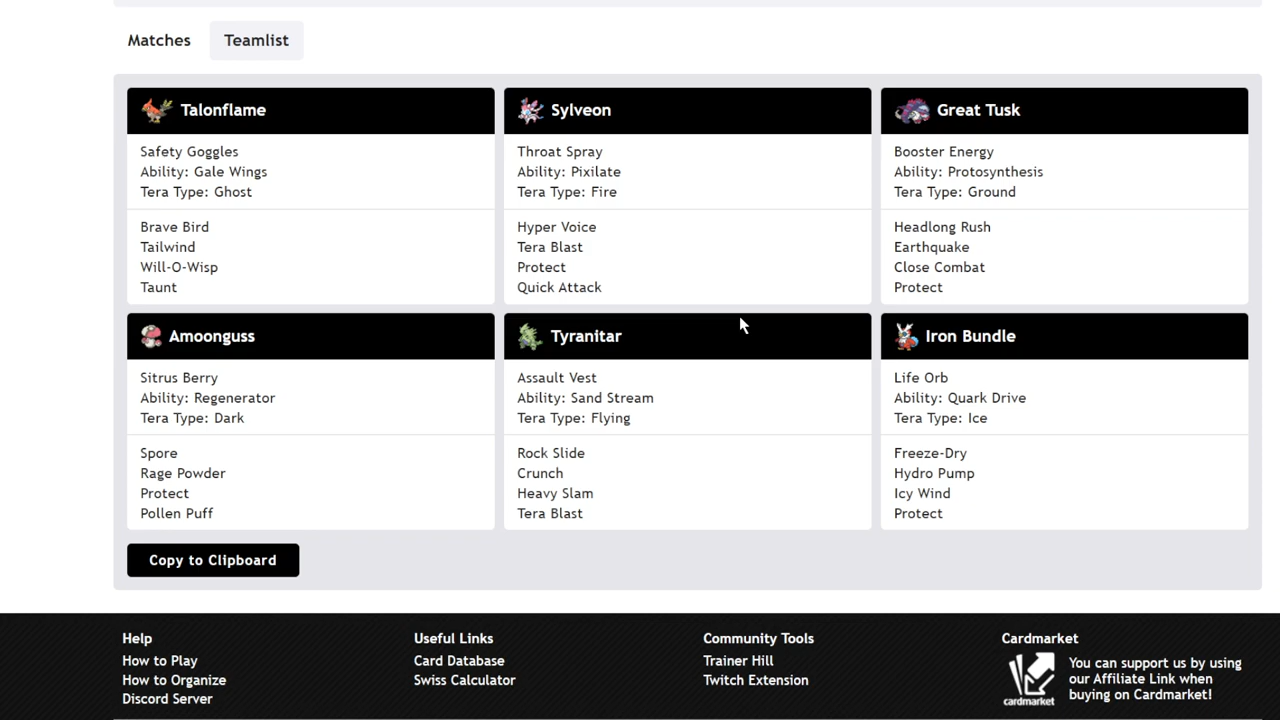 Matches
Teamlist
Talonflame
Safety Goggles
Ability: Gale Wings
Tera Type: Ghost
Brave Bird
Tailwind
Will-O-Wisp
Taunt
Sylveon
Throat Spray
Ability: Pixilate
Tera Type: Fire
Hyper Voice
Tera Blast
Protect
Quick Attack
Great Tusk
Booster Energy
Ability: Protosynthesis
Tera Type: Ground
Headlong Rush
Earthquake
Close Combat
Protect
Amoonguss
Sitrus Berry
Ability: Regenerator
Tera Type: Dark
Spore
Rage Powder
Protect
Pollen Puff
Tyranitar
Assault Vest
Ability: Sand Stream
Tera Type: Flying
Rock Slide
Crunch
Heavy Slam
Tera Blast
Iron Bundle
Life Orb
Ability: Quark Drive
Tera Type: Ice
Freeze-Dry
Hydro Pump
Icy Wind
Protect
Copy to Clipboard
Help
How to Play
How to Organize
Discord Server
Useful Links
Card Database
Swiss Calculator
Community Tools
Trainer Hill
Twitch Extension
Cardmarket
cardmarket
You can support us by using
our Affiliate Link when
buying on Cardmarket!